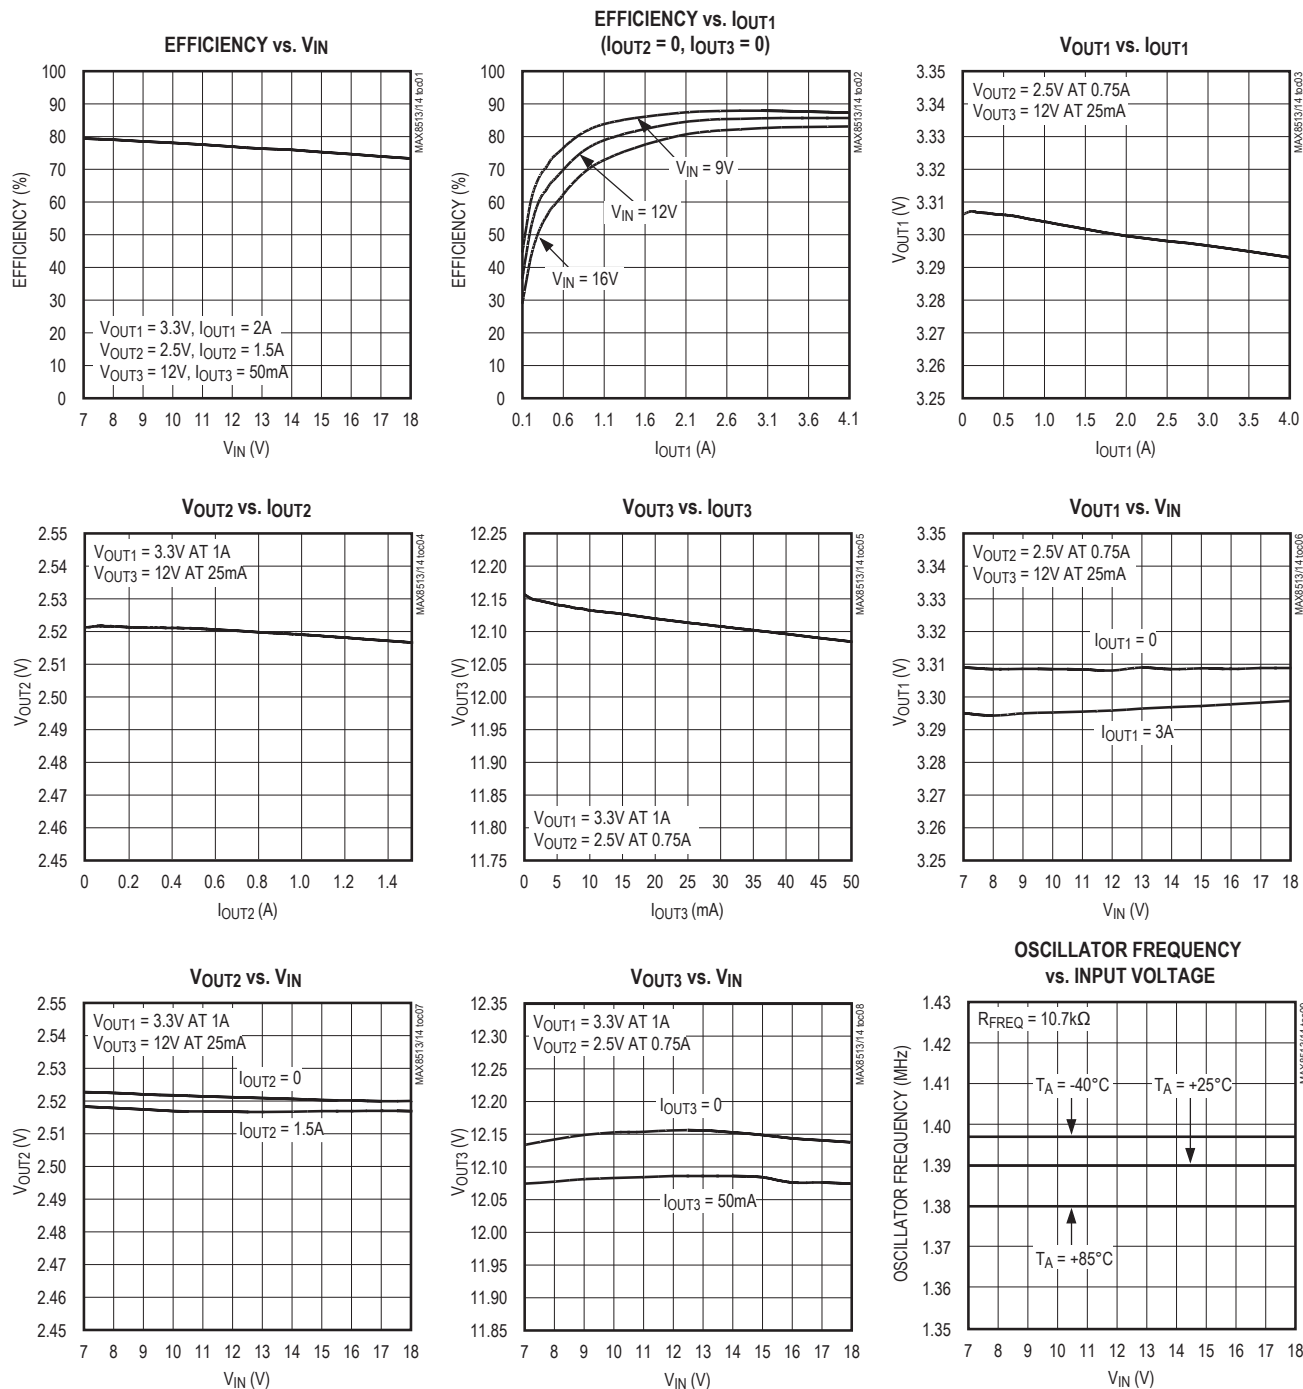 EFFICIENCY vs. VIN
100
90
80
70
60
50
40
30
20
10
0
EFFICIENCY (%)
VOUT1 = 3.3V, IOUT1 = 2A
VOUT2 = 2.5V, IOUT2 = 1.5A
VOUT3 = 12V, IOUT3 = 50mA
7 8 9 10 11 12 13 14 15 16 17 18
VIN (V)
MAX8513/14 toc01
EFFICIENCY vs. IOUT1
(IOUT2 = 0, IOUT3 = 0)
100
90
80
70
60
50
40
30
20
10
0
EFFICIENCY (%)
VIN = 9V
VIN = 12V
VIN = 16V
0.1 0.6 1.1 1.6 2.1 2.6 3.1 3.6 4.1
IOUT1 (A)
MAX8513/14 toc02
VOUT1 vs. IOUT1
3.35
3.34
3.33
3.32
3.31
3.30
3.29
3.28
3.27
3.26
3.25
VOUT1 (V)
VOUT2 = 2.5V AT 0.75A
VOUT3 = 12V AT 25mA
0 0.5 1.0 1.5 2.0 2.5 3.0 3.5 4.0
IOUT1 (A)
MAX8513/14 toc03
VOUT2 vs. IOUT2
2.55
2.54
2.53
2.52
2.51
2.50
2.49
2.48
2.47
2.46
2.45
VOUT2 (V)
VOUT1 = 3.3V AT 1A
VOUT3 = 12V AT 25mA
0 0.2 0.4 0.6 0.8 1.0 1.2 1.4
IOUT2 (A)
MAX8513/14 toc04
VOUT3 vs. IOUT3
12.25
12.20
12.15
12.10
12.05
12.00
11.95
11.90
11.85
11.80
11.75
VOUT3 (V)
VOUT1 = 3.3V AT 1A
VOUT2 = 2.5V AT 0.75A
0 5 10 15 20 25 30 35 40 45 50
IOUT3 (mA)
MAX8513/14 toc05
VOUT1 vs. VIN
3.35
3.34
3.33
3.32
3.31
3.30
3.29
3.28
3.27
3.26
3.25
VOUT1 (V)
VOUT2 = 2.5V AT 0.75A
VOUT3 = 12V AT 25mA
IOUT1 = 0
IOUT1 = 3A
7 8 9 10 11 12 13 14 15 16 17 18
VIN (V)
MAX8513/14 toc06
VOUT2 vs. VIN
2.55
2.54
2.53
2.52
2.51
2.50
2.49
2.48
2.47
2.46
2.45
VOUT2 (V)
VOUT1 = 3.3V AT 1A
VOUT3 = 12V AT 25mA
IOUT2 = 0
IOUT2 = 1.5A
7 8 9 10 11 12 13 14 15 16 17 18
VIN (V)
MAX8513/14 toc07
VOUT3 vs. VIN
12.35
12.30
12.25
12.20
12.15
12.10
12.05
12.00
11.95
11.90
11.85
VOUT3 (V)
VOUT1 = 3.3V AT 1A
VOUT2 = 2.5V AT 0.75A
IOUT3 = 0
IOUT3 = 50mA
7 8 9 10 11 12 13 14 15 16 17 18
VIN (V)
MAX8513/14 toc08
OSCILLATOR FREQUENCY
vs. INPUT VOLTAGE
1.43
1.42
1.41
1.40
1.39
1.38
1.37
1.36
1.35
OSCILLATOR FREQUENCY (MHz)
RFREQ = 10.7kΩ
TA = -40°C
TA = +25°C
TA = +85°C
7 8 9 10 11 12 13 14 15 16 17 18
VIN (V)